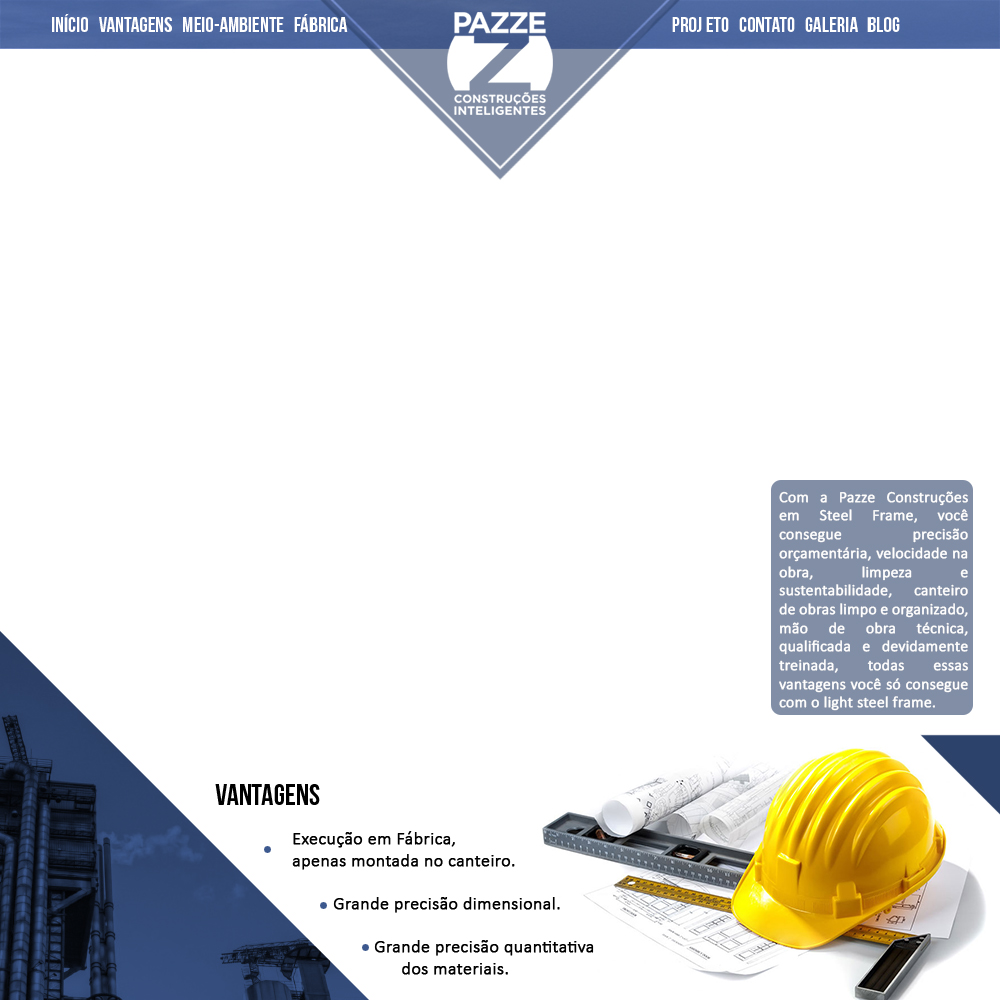 INÍCIO VANTAGENS MEIO-AMBIENTE FÁBRICA
PROJETO CONTATO GALERIA BLOG
PAZZE
Z
CONSTRUÇÕES
INTELIGENTES
Com a Pazze Construções
em Steel Frame, você
consegue precisão
orçamentária, velocidade na
obra, limpeza e
sustentabilidade, canteiro
de obras limpo e organizado,
mão de obra técnica,
qualificada e devidamente
treinada, todas essas
vantagens você só consegue
com o light steel frame.
VANTAGENS
Execução em Fábrica,
apenas montada no canteiro.
Grande precisão dimensional.
Grande precisão quantitativa
dos materiais.